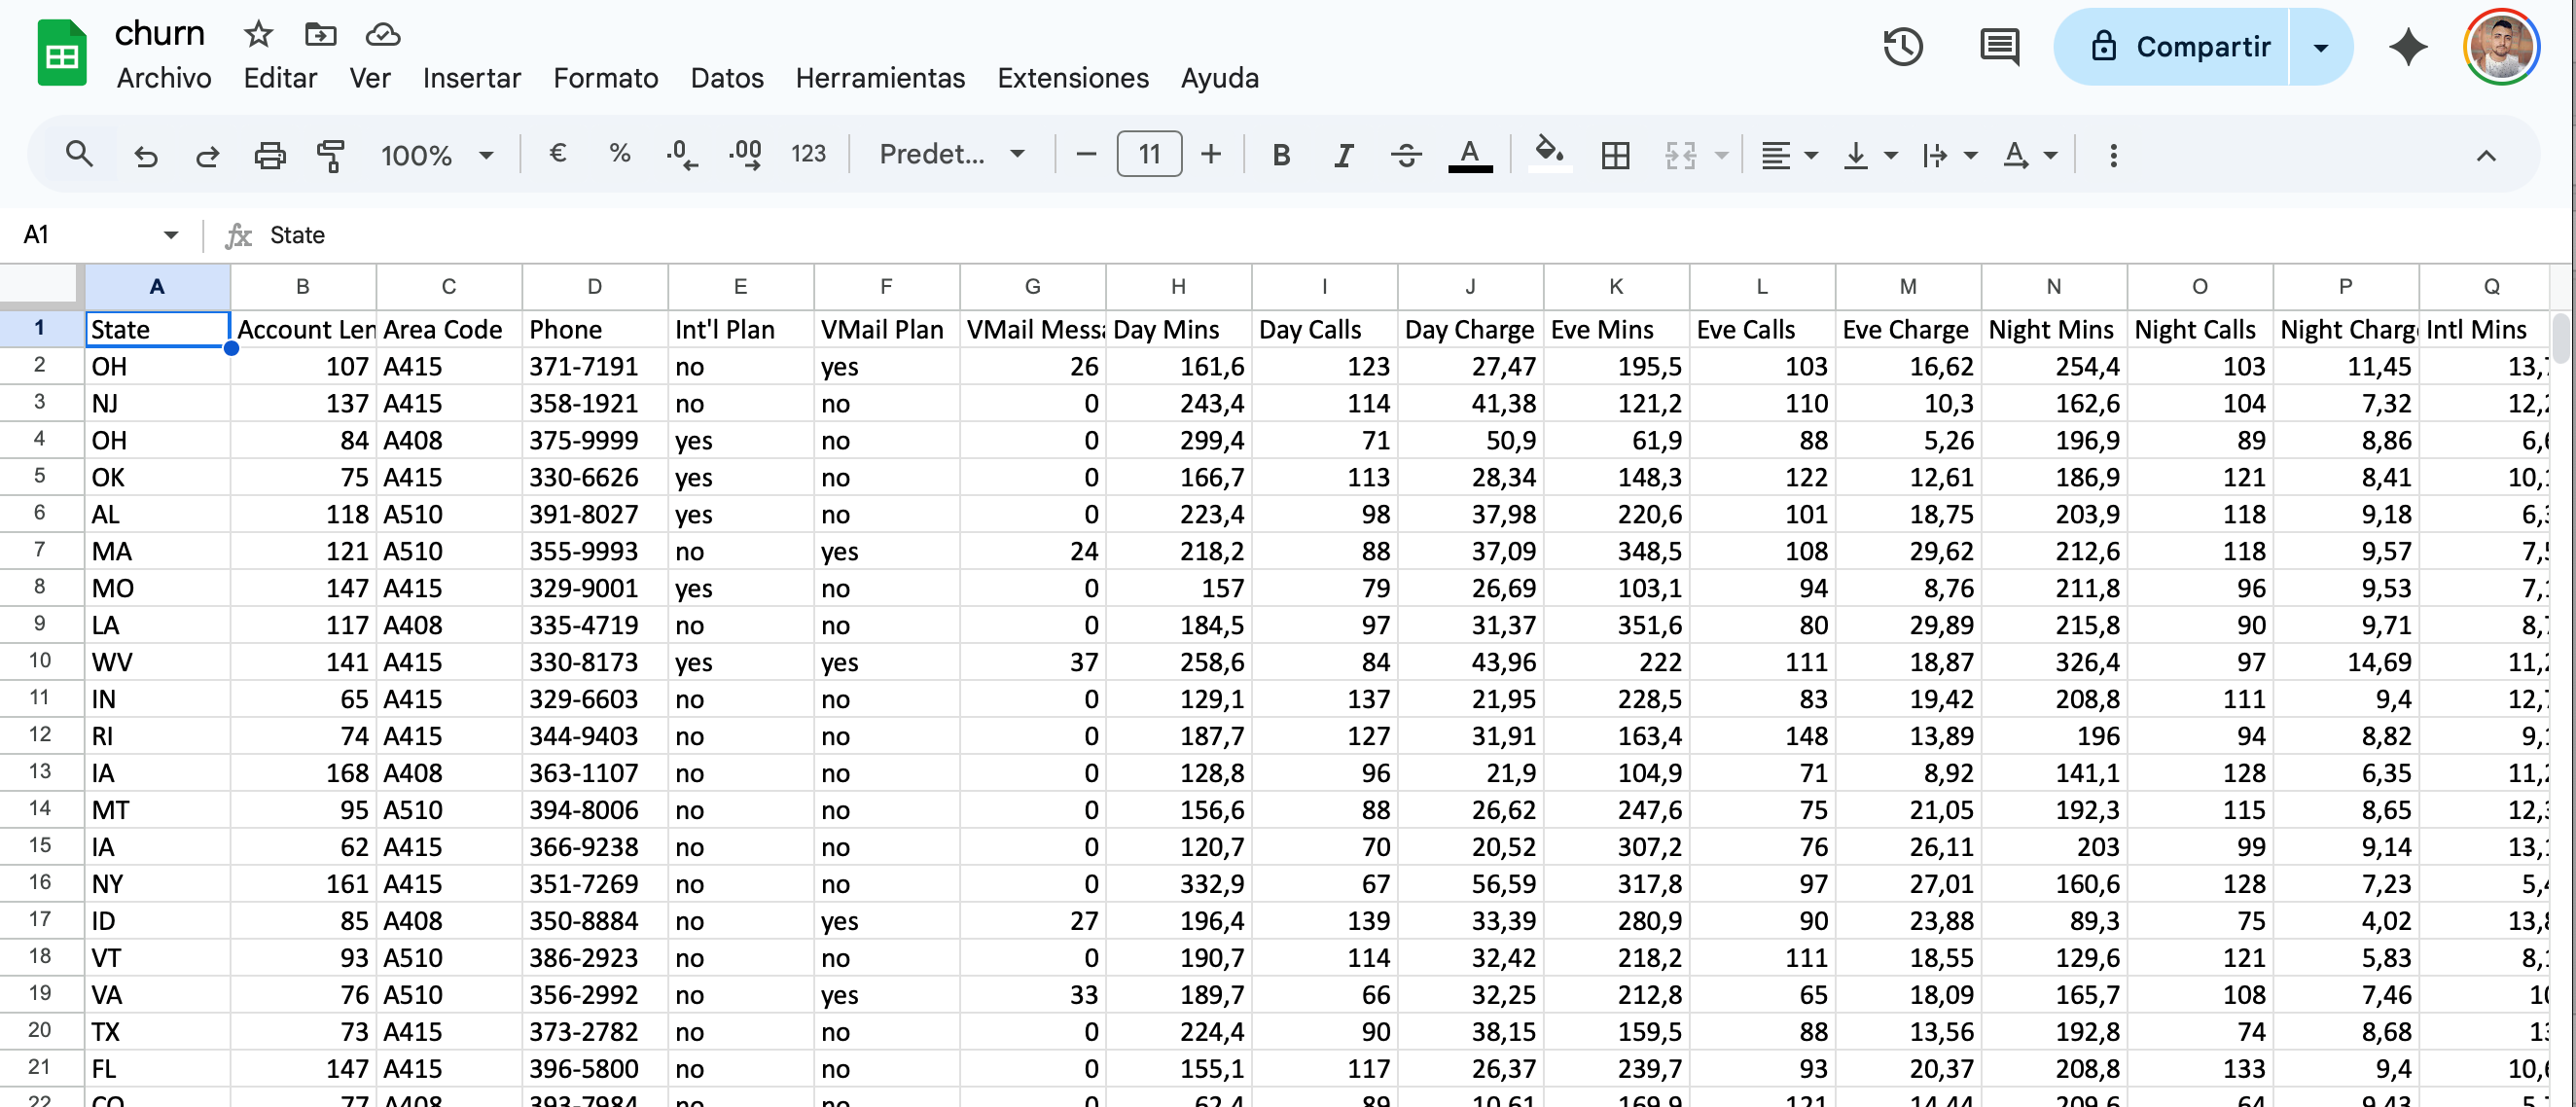 churn
Archivo Editar Ver Insertar Formato Datos Herramientas Extensiones Ayuda
Compartir
100% € % .0 .00 123 Predet... 11 B I S A A
A1 fx State
A B C D E F G H I J K L M N O P Q
1 State Account Len Area Code Phone Int'l Plan VMail Plan VMail Messa Day Mins Day Calls Day Charge Eve Mins Eve Calls Eve Charge Night Mins Night Calls Night Charg Intl Mins
2 OH 107 A415 371-7191 no yes 26 161,6 123 27,47 195,5 103 16,62 254,4 103 11,45 13,
3 NJ 137 A415 358-1921 no no 0 243,4 114 41,38 121,2 110 10,3 162,6 104 7,32 12,
4 OH 84 A408 375-9999 yes no 0 299,4 71 50,9 61,9 88 5,26 196,9 89 8,86 6,
5 OK 75 A415 330-6626 yes no 0 166,7 113 28,34 148,3 122 12,61 186,9 121 8,41 10,
6 AL 118 A510 391-8027 yes no 0 223,4 98 37,98 220,6 101 18,75 203,9 118 9,18 6,
7 MA 121 A510 355-9993 no yes 24 218,2 88 37,09 348,5 108 29,62 212,6 118 9,57 7,
8 MO 147 A415 329-9001 yes no 0 157 79 26,69 103,1 94 8,76 211,8 96 9,53 7,
9 LA 117 A408 335-4719 no no 0 184,5 97 31,37 351,6 80 29,89 215,8 90 9,71 8,
10 WV 141 A415 330-8173 yes yes 37 258,6 84 43,96 222 111 18,87 326,4 97 14,69 11,
11 IN 65 A415 329-6603 no no 0 129,1 137 21,95 228,5 83 19,42 208,8 111 9,4 12,
12 RI 74 A415 344-9403 no no 0 187,7 127 31,91 163,4 148 13,89 196 94 8,82 9,
13 IA 168 A408 363-1107 no no 0 128,8 96 21,9 104,9 71 8,92 141,1 128 6,35 11,
14 MT 95 A510 394-8006 no no 0 156,6 88 26,62 247,6 75 21,05 192,3 115 8,65 12,
15 IA 62 A415 366-9238 no no 0 120,7 70 20,52 307,2 76 26,11 203 99 9,14 13,
16 NY 161 A415 351-7269 no no 0 332,9 67 56,59 317,8 97 27,01 160,6 128 7,23 5,
17 ID 85 A408 350-8884 no yes 27 196,4 139 33,39 280,9 90 23,88 89,3 75 4,02 13,
18 VT 93 A510 386-2923 no no 0 190,7 114 32,42 218,2 111 18,55 129,6 121 5,83 8,
19 VA 76 A510 356-2992 no yes 33 189,7 66 32,25 212,8 65 18,09 165,7 108 7,46 10
20 TX 73 A415 373-2782 no no 0 224,4 90 38,15 159,5 88 13,56 192,8 74 8,68 13
21 FL 147 A415 396-5800 no no 0 155,1 117 26,37 239,7 93 20,37 208,8 133 9,4 10,
22 CO 77 A408 393-7984 no no 0 62,4 89 10,61 169,9 121 14,44 209,6 64 9,43 5,